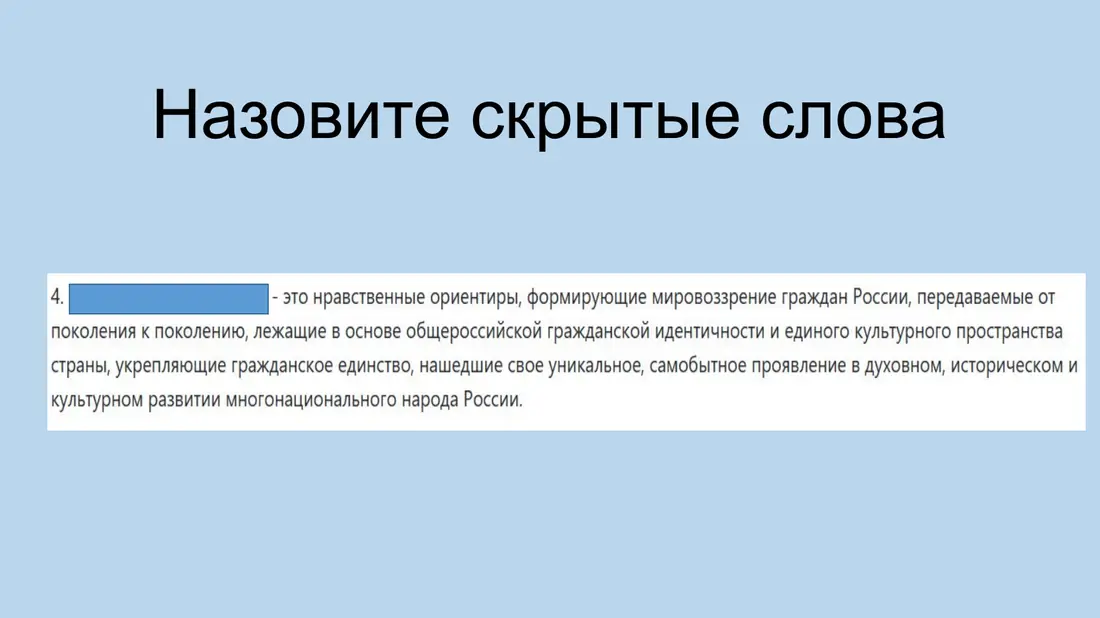 Назовите скрытые слова
4. - это нравственные ориентиры, формирующие мировоззрение граждан России, передаваемые от
поколения к поколению, лежащие в основе общероссийской гражданской идентичности и единого культурного пространства
страны, укрепляющие гражданское единство, нашедшие свое уникальное, самобытное проявление в духовном, историческом и
культурном развитии многонационального народа России.